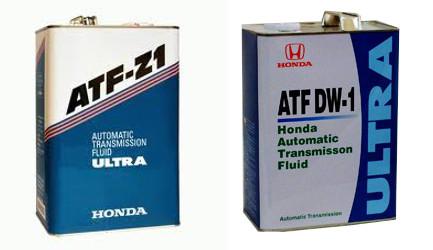 ATF-Z1
AUTOMATIC
TRANSMISSION
FLUID
ULTRA
HONDA
HONDA
ATF DW-1
Honda
Automatic
Transmisson
Fluid
Automatic Transmission
ULTRA